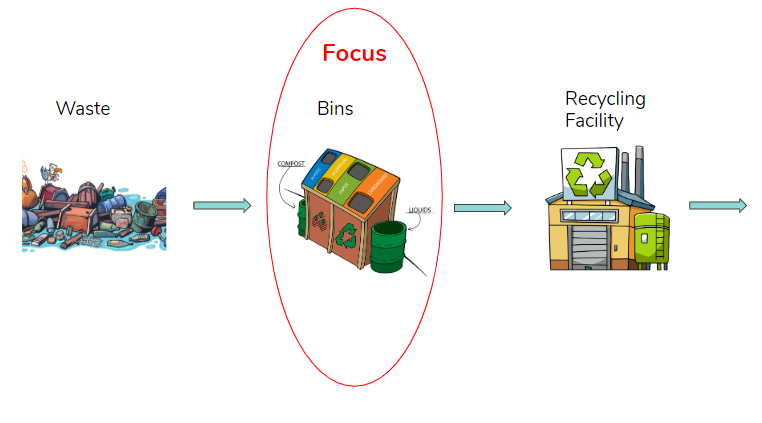 Focus
Waste
Bins
Recycling
Facility
COMPOST
LIQUIDS